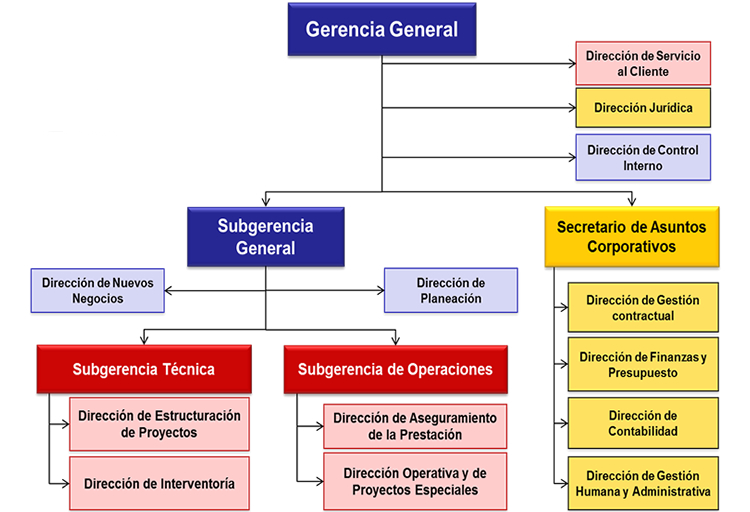 Gerencia General
Dirección de Servicio
al Cliente
Dirección Jurídica
Dirección de Control
Interno
Subgerencia
General
Secretario de Asuntos
Corporativos
Dirección de Nuevos
Negocios
Dirección de
Planeación
Dirección de Gestión
contractual
Dirección de Finanzas y
Presupuesto
Dirección de
Contabilidad
Dirección de Gestión
Humana y Administrativa
Subgerencia Técnica
Dirección de Estructuración
de Proyectos
Dirección de Interventoría
Subgerencia de Operaciones
Dirección de Aseguramiento
de la Prestación
Dirección Operativa y de
Proyectos Especiales